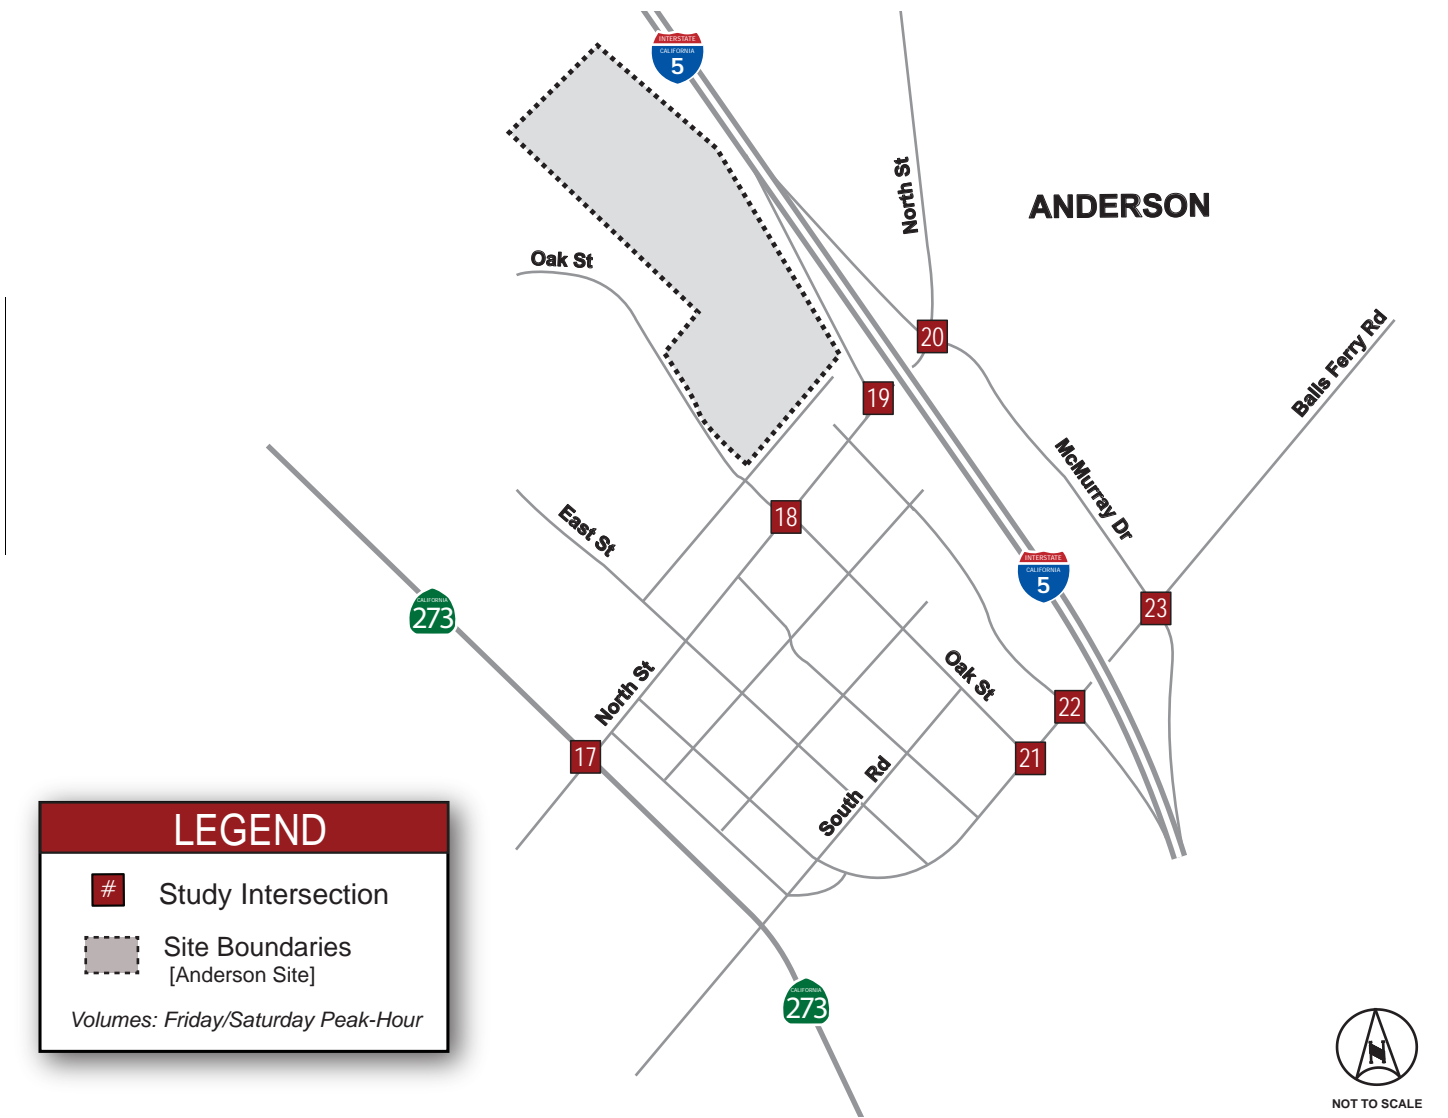 INTERSTATE
CALIFORNIA
5
North St
ANDERSON
Oak St
20
Balls Ferry Rd
19
McMurray Dr
18
East St
INTERSTATE
CALIFORNIA
5
CALIFORNIA
273
23
North St
Oak St
22
17
21
South Rd
LEGEND
# Study Intersection
Site Boundaries
[Anderson Site]
Volumes: Friday/Saturday Peak-Hour
CALIFORNIA
273
N
NOT TO SCALE